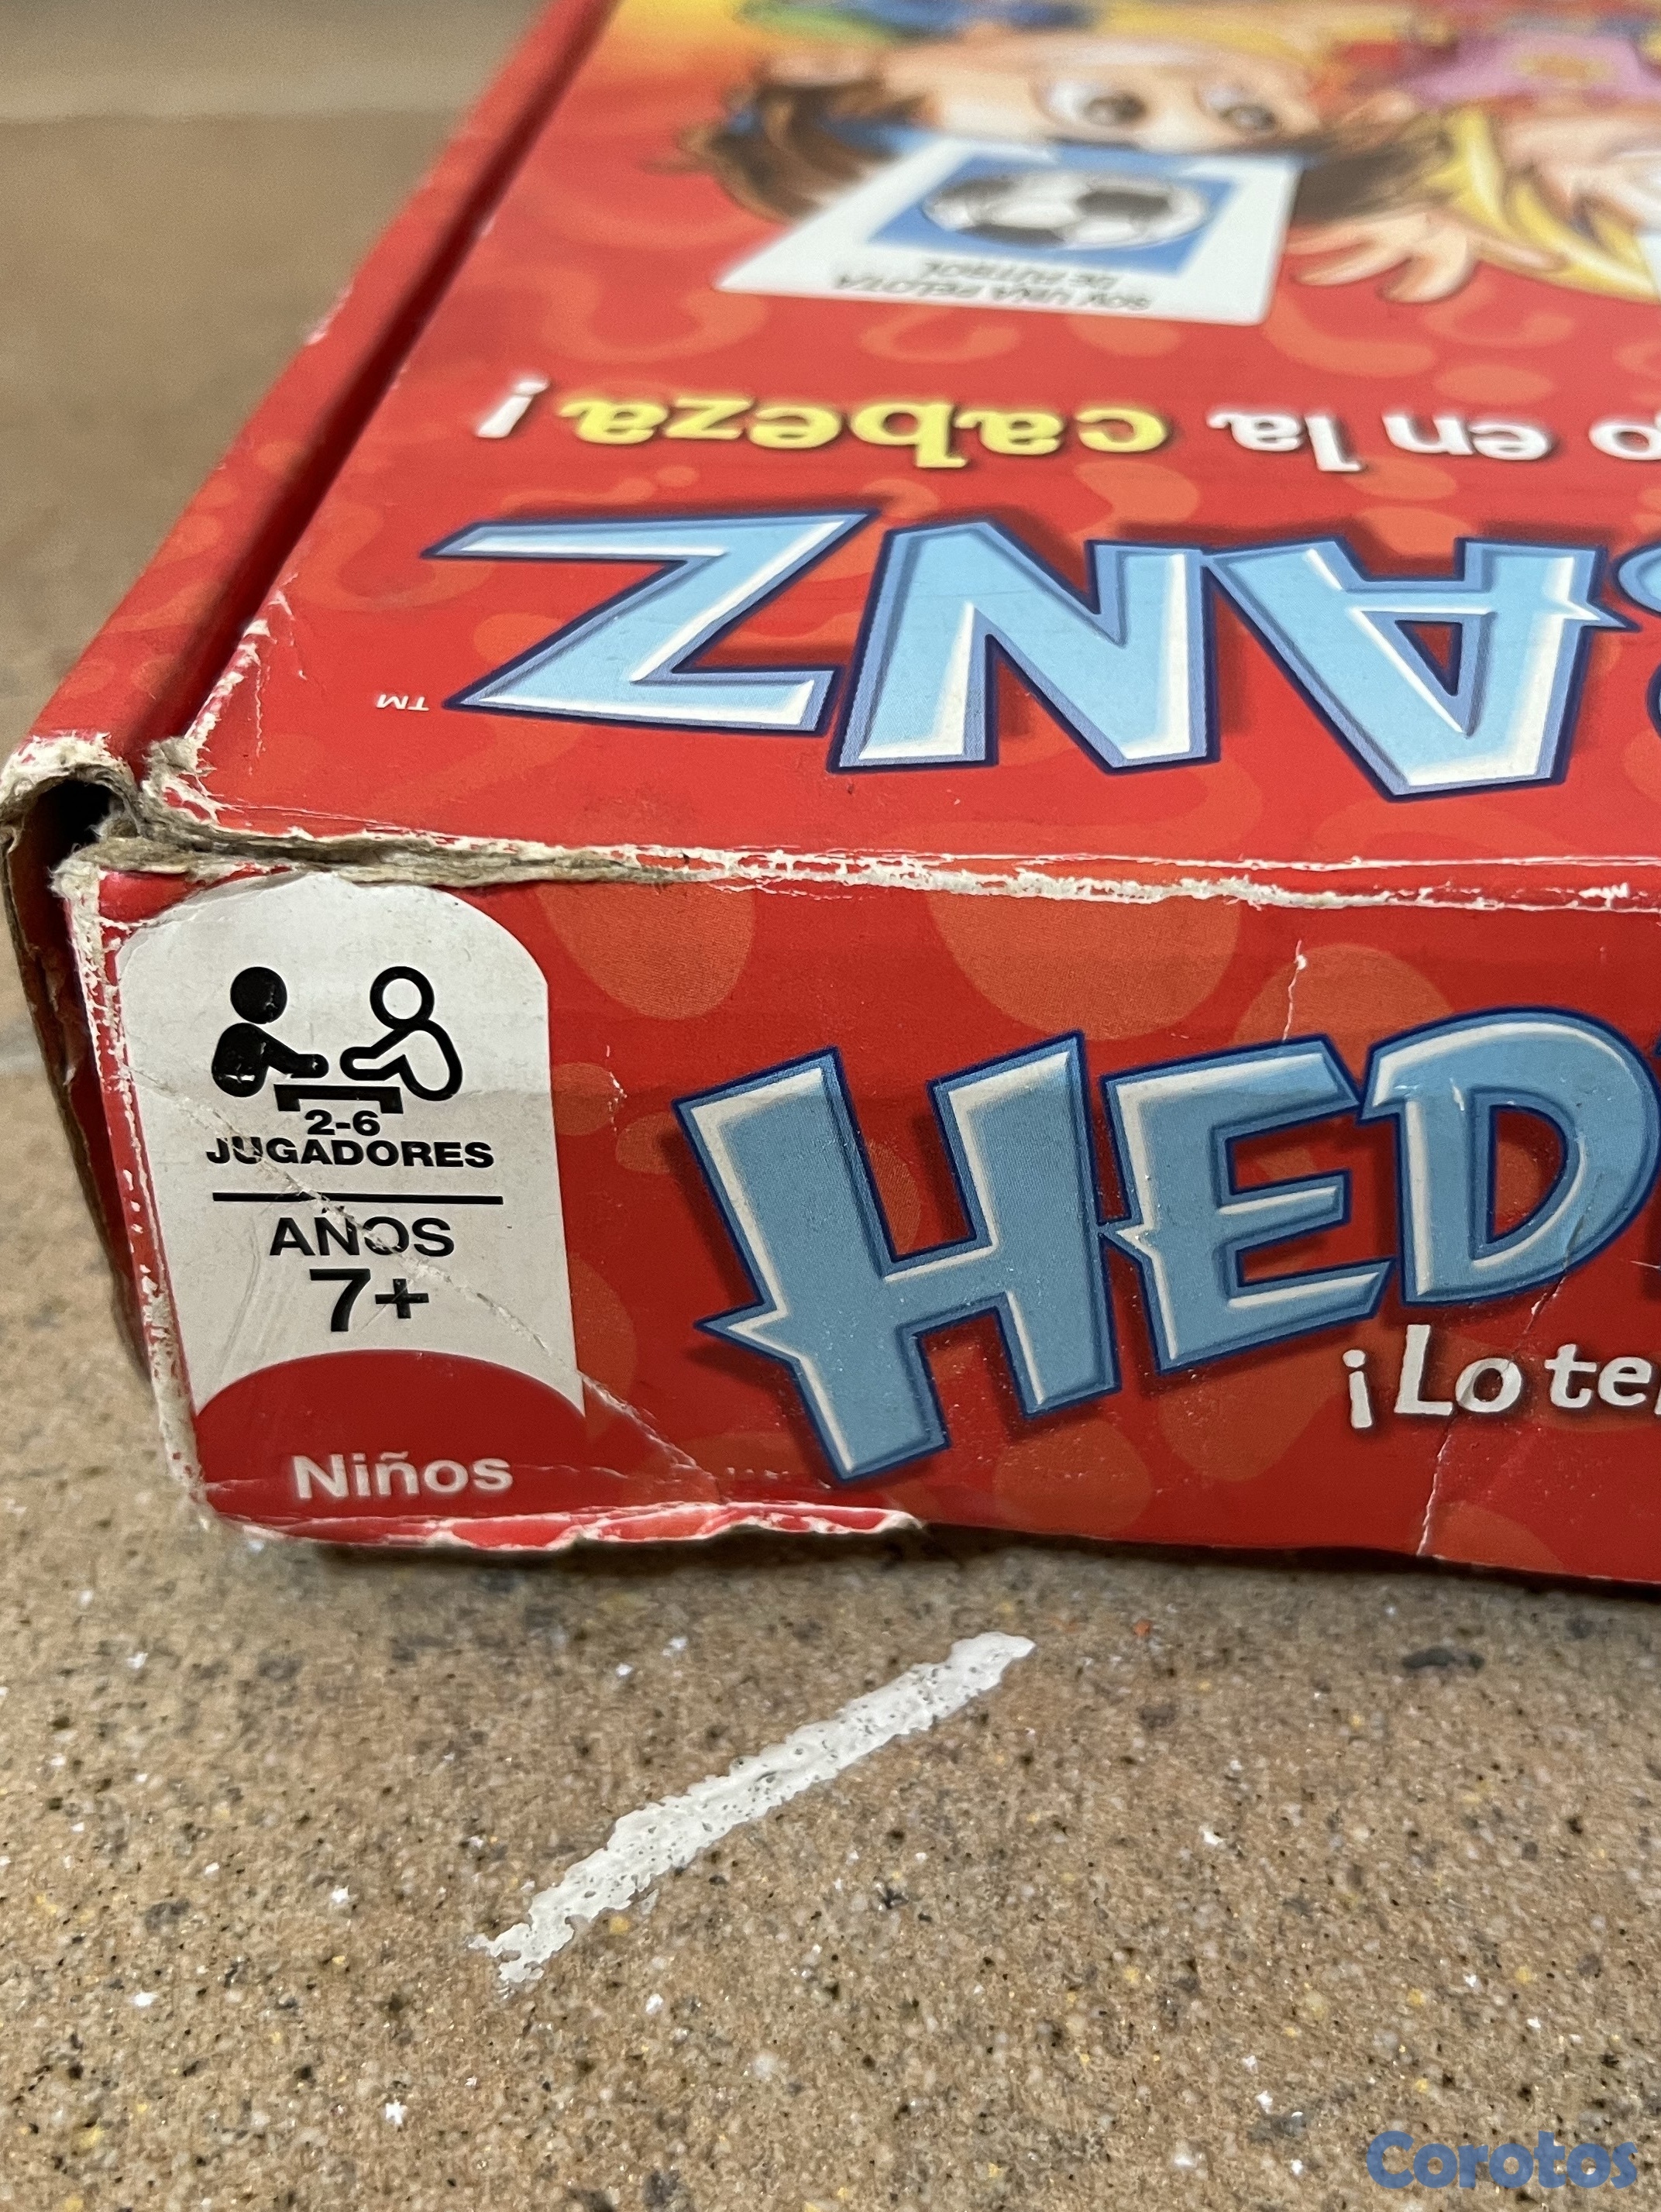 SOY UNA PELOTA
DE FÚTBOL
o en la cabeza!
ANZ
TM
2-6
JUGADORES
AÑOS
7+
Niños
HED
¡Lo te
Corotos